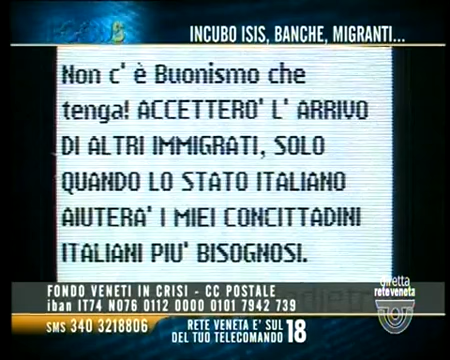 FOCUS
INCUBO ISIS, BANCHE, MIGRANTI...
Non c' è Buonismo che
tenga! ACCETTERO' L' ARRIVO
DI ALTRI IMMIGRATI, SOLO
QUANDO LO STATO ITALIANO
AIUTERA' I MIEI CONCITTADINI
ITALIANI PIU' BISOGNOSI.
diretta
reteveneta
FONDO VENETI IN CRISI - CC POSTALE
iban IT74 N076 0112 0000 0101 7942 739
SMS 340 3218806
RETE VENETA E' SUL
DEL TUO TELECOMANDO 18